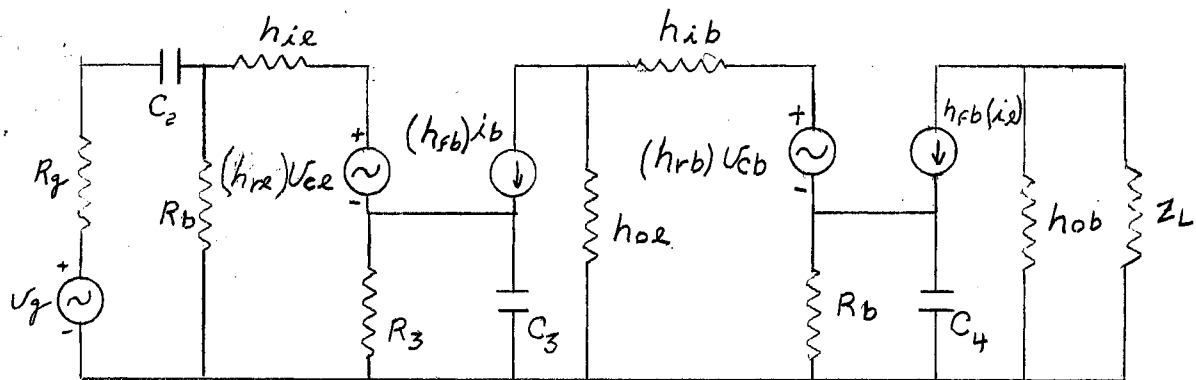 hie
hib
C2
(hfb)ib
hfb(ie)
Rg
Rb
(hre)Vce
(hrb)Vcb
hoe
hob
ZL
Vg
R3
C3
Rb
C4